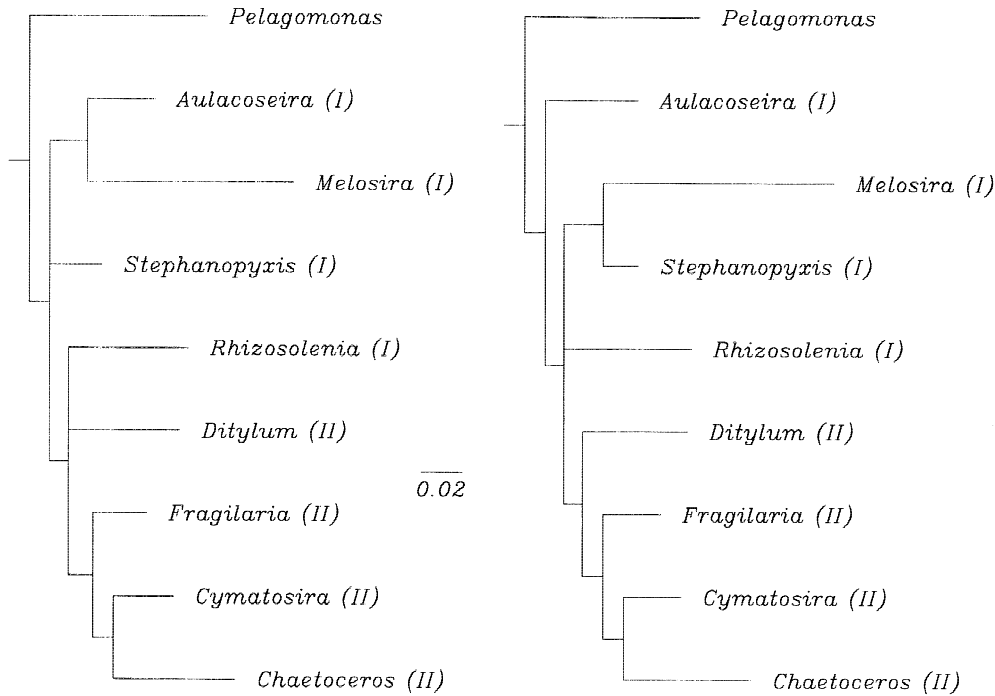 Pelagomonas
Aulacoseira (I)
Melosira (I)
Stephanopyxis (I)
Rhizosolenia (I)
Ditylum (II)
0.02
Fragilaria (II)
Cymatosira (II)
Chaetoceros (II)
Pelagomonas
Aulacoseira (I)
Melosira (I)
Stephanopyxis (I)
Rhizosolenia (I)
Ditylum (II)
Fragilaria (II)
Cymatosira (II)
Chaetoceros (II)